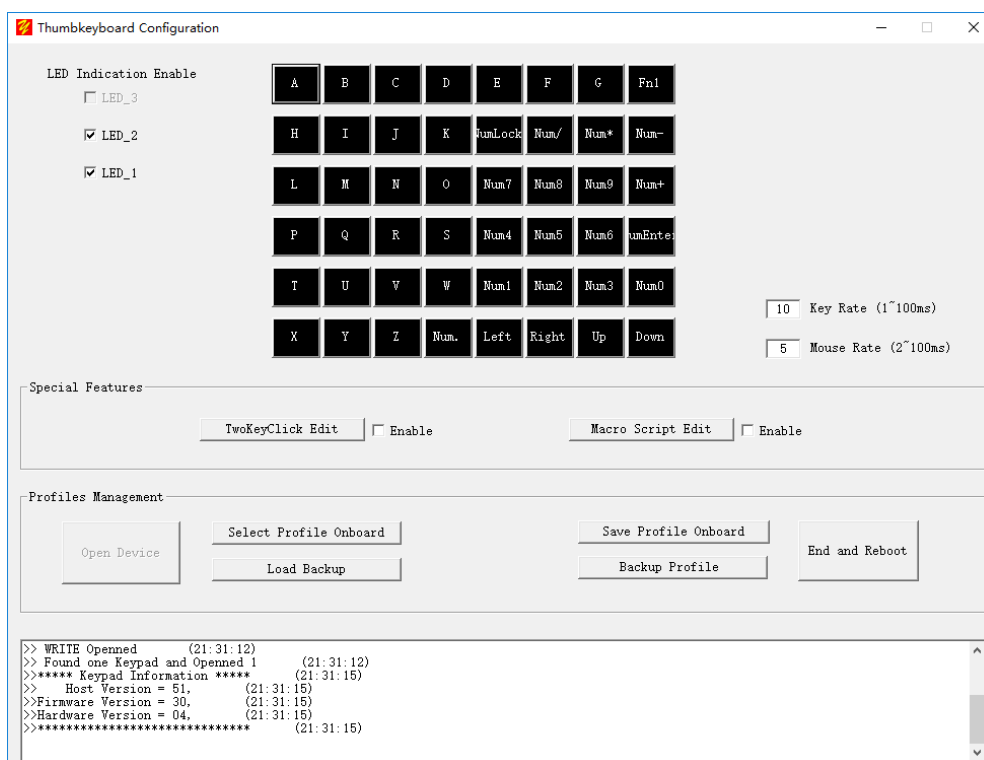 Thumbkeyboard Configuration
LED Indication Enable
LED_3
LED_2
LED_1
A B C D E F G Fn1
H I J K NumLock Num/ Num* Num-
L M N O Num7 Num8 Num9 Num+
P Q R S Num4 Num5 Num6 umEnte
T U V W Num1 Num2 Num3 Num0
X Y Z Num. Left Right Up Down
10 Key Rate (1~100ms)
5 Mouse Rate (2~100ms)
Special Features
TwoKeyClick Edit Enable Macro Script Edit Enable
Profiles Management
Open Device
Select Profile Onboard
Load Backup
Save Profile Onboard
Backup Profile
End and Reboot
>> WRITE Openned (21:31:12)
>> Found one Keypad and Openned 1 (21:31:12)
>>***** Keypad Information ***** (21:31:15)
>> Host Version = 51, (21:31:15)
>>Firmware Version = 30, (21:31:15)
>>Hardware Version = 04, (21:31:15)
>>****************************** (21:31:15)